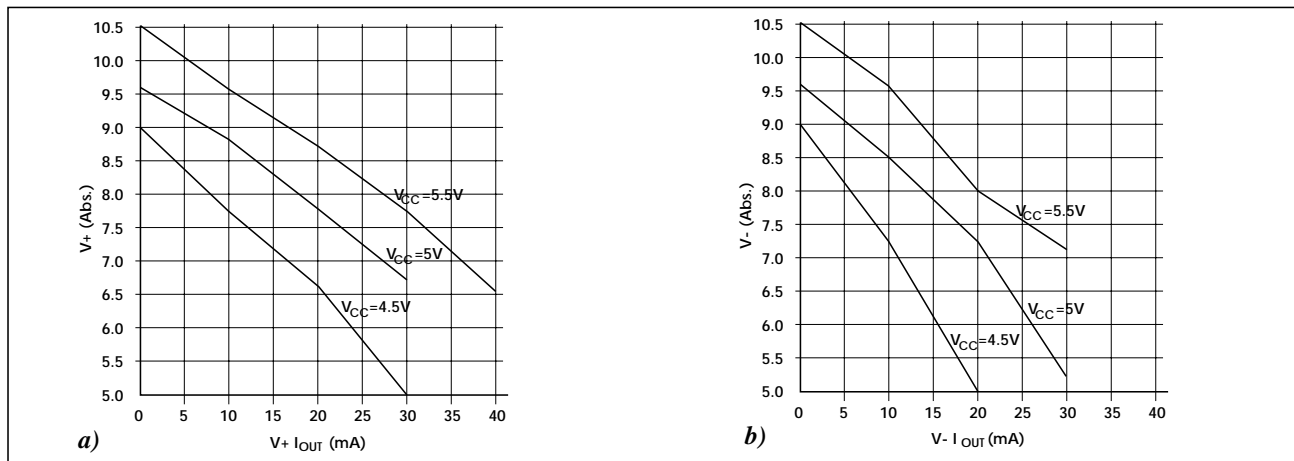 10.5
10.0
9.5
9.0
8.5
8.0
7.5
7.0
6.5
6.0
5.5
5.0
V+ (Abs.)
VCC=5.5V
VCC=5V
VCC=4.5V
0 5 10 15 20 25 30 35 40
V+ IOUT (mA)
a)
10.5
10.0
9.5
9.0
8.5
8.0
7.5
7.0
6.5
6.0
5.5
5.0
V- (Abs.)
VCC=5.5V
VCC=5V
VCC=4.5V
0 5 10 15 20 25 30 35 40
V- IOUT (mA)
b)